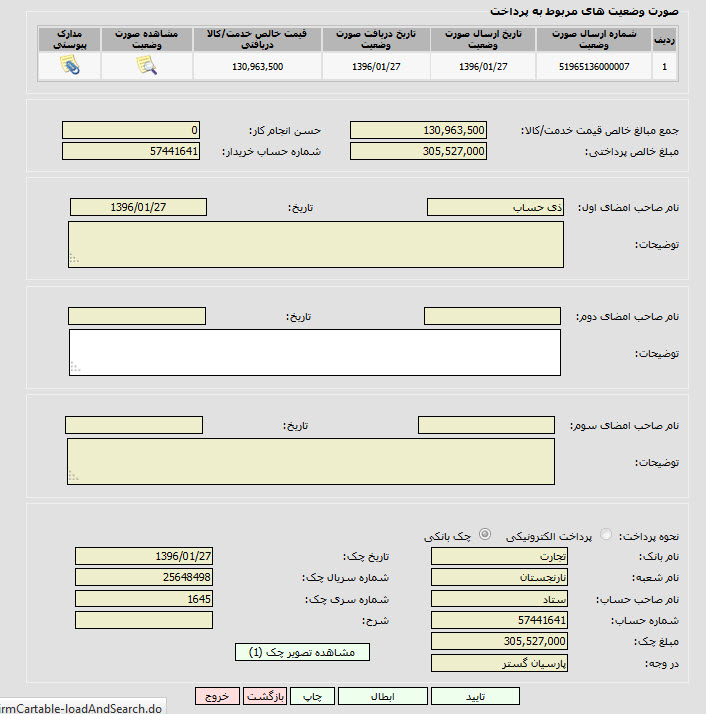 صورت وضعیت های مربوط به پرداخت
ردیف شماره ارسال صورت وضعیت تاریخ ارسال صورت وضعیت تاریخ دریافت صورت وضعیت قیمت خالص خدمت/کالا دریافتی مشاهده صورت وضعیت مدارک پیوستی
1 51965136000007 1396/01/27 1396/01/27 130,963,500
جمع مبالغ خالص قیمت خدمت/کالا: 130,963,500 حسن انجام کار: 0
مبلغ خالص پرداختی: 305,527,000 شماره حساب خریدار: 57441641
نام صاحب امضای اول: ذی حساب تاریخ: 1396/01/27
توضیحات:
نام صاحب امضای دوم: تاریخ:
توضیحات:
نام صاحب امضای سوم: تاریخ:
توضیحات:
نحوه پرداخت: پرداخت الکترونیکی چک بانکی
نام بانک: تجارت تاریخ چک: 1396/01/27
نام شعبه: نارنجستان شماره سریال چک: 25648498
نام صاحب حساب: ستاد شماره سری چک: 1645
شماره حساب: 57441641 شرح:
مبلغ چک: 305,527,000 مشاهده تصویر چک (1)
در وجه: پارسیان گستر
تایید ابطال چاپ بازگشت خروج
irmCartable-loadAndSearch.do